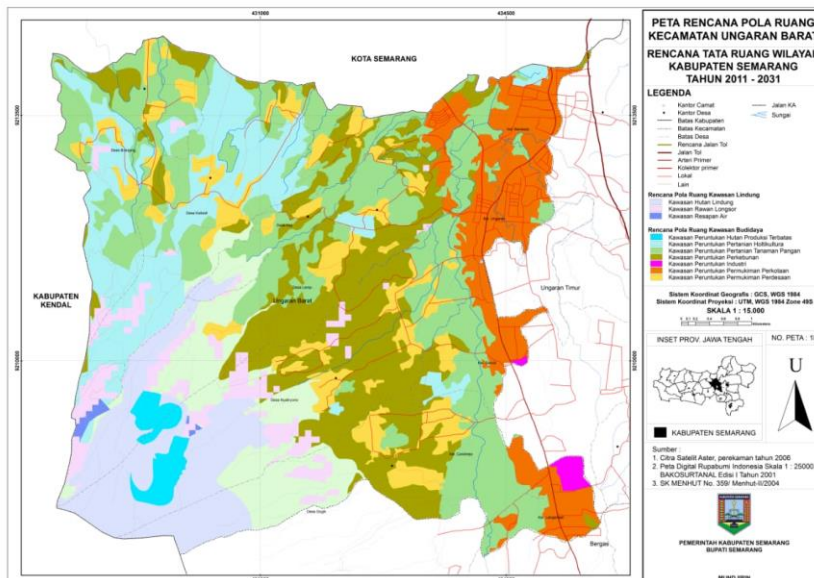 PETA RENCANA POLA RUANG
KECAMATAN UNGARAN BARAT
RENCANA TATA RUANG WILAYAH
KABUPATEN SEMARANG
TAHUN 2011 - 2031
LEGENDA
Kantor Camat
Kantor Desa
Batas Kabupaten
Batas Kecamatan
Batas Desa
Rencana Jalan Tol
Jalan Tol
Arteri Primer
Kolektor primer
Lokal
Lain
Jalan KA
Sungai
Rencana Pola Ruang Kawasan Lindung
Kawasan Hutan Lindung
Kawasan Rawan Longsor
Kawasan Resapan Air
Rencana Pola Ruang Kawasan Budidaya
Kawasan Peruntukan Hutan Produksi Terbatas
Kawasan Peruntukan Pertanian Hortikultura
Kawasan Peruntukan Pertanian Tanaman Pangan
Kawasan Peruntukan Perkebunan
Kawasan Peruntukan Industri
Kawasan Peruntukan Permukiman Perkotaan
Kawasan Peruntukan Permukiman Perdesaan
Sistem Koordinat Geografis : GCS, WGS 1984
Sistem Koordinat Proyeksi : UTM, WGS 1984 Zone 49S
SKALA 1 : 15.000
INSET PROV. JAWA TENGAH
NO. PETA : 1
U
KABUPATEN SEMARANG
Sumber :
1. Citra Satelit Aster, perekaman tahun 2006
2. Peta Digital Rupabumi Indonesia Skala 1 : 25000
BAKOSURTANAL Edisi I Tahun 2001
3. SK MENHUT No. 359/ Menhut-II/2004
PEMERINTAH KABUPATEN SEMARANG
BUPATI SEMARANG
431000
434500
KOTA SEMARANG
9213500
9213500
KABUPATEN KENDAL
Ungaran Barat
Ungaran Timur
9210000
9210000
Bergas